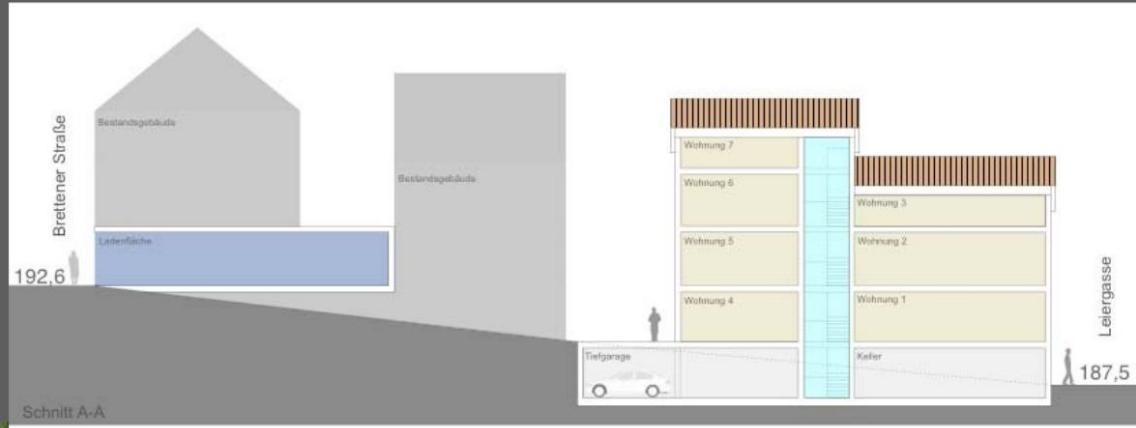 Brettener Straße
Bestandsgebäude
Bestandsgebäude
Ladenfläche
192,6
Wohnung 7
Wohnung 6
Wohnung 5
Wohnung 4
Wohnung 3
Wohnung 2
Wohnung 1
Tiefgarage
Keller
Leiergasse
187,5
Schnitt A-A